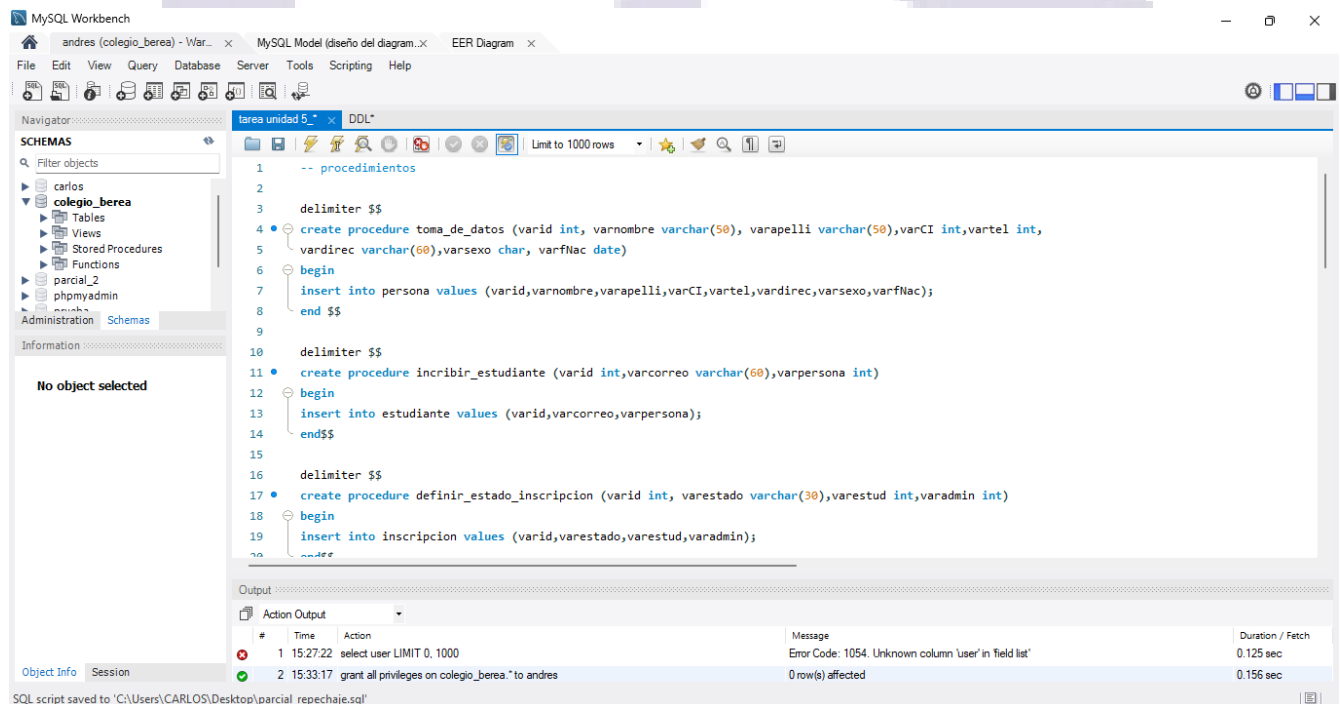 MySQL Workbench
andres (colegio_berea) - War...
MySQL Model (diseño del diagram...
EER Diagram
File Edit View Query Database Server Tools Scripting Help
Navigator
SCHEMAS
Filter objects
carlos
colegio_berea
Tables
Views
Stored Procedures
Functions
parcial_2
phpmyadmin
prueba
Administration Schemas
Information
No object selected
Object Info Session
tarea unidad 5_*
DDL*
Limit to 1000 rows
1 -- procedimientos
2
3 delimiter $$
4 create procedure toma_de_datos (varid int, varnombre varchar(50), varapelli varchar(50),varCI int,vartel int,
5 vardirec varchar(60),varsexo char, varfNac date)
6 begin
7 insert into persona values (varid,varnombre,varapelli,varCI,vartel,vardirec,varsexo,varfNac);
8 end $$
9
10 delimiter $$
11 create procedure incribir_estudiante (varid int,varcorreo varchar(60),varpersona int)
12 begin
13 insert into estudiante values (varid,varcorreo,varpersona);
14 end$$
15
16 delimiter $$
17 create procedure definir_estado_inscripcion (varid int, varestado varchar(30),varestud int,varadmin int)
18 begin
19 insert into inscripcion values (varid,varestado,varestud,varadmin);
20 end$$
Output
Action Output
# Time Action Message Duration / Fetch
1 15:27:22 select user LIMIT 0, 1000 Error Code: 1054. Unknown column 'user' in 'field list' 0.125 sec
2 15:33:17 grant all privileges on colegio_berea.* to andres 0 row(s) affected 0.156 sec
SQL script saved to 'C:\Users\CARLOS\Desktop\parcial_repechaje.sql'